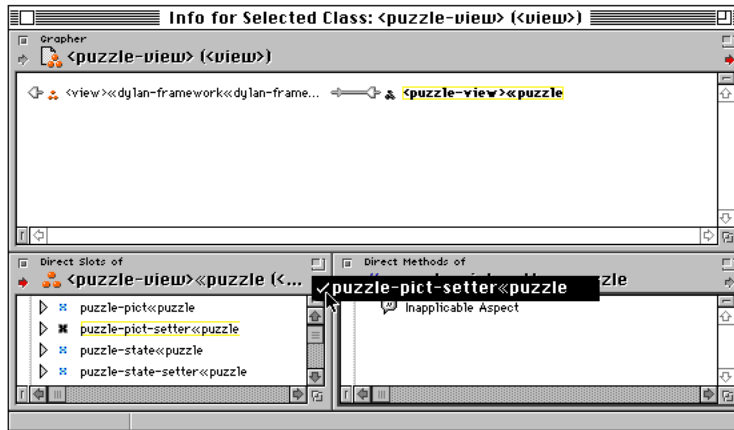 Info for Selected Class: <puzzle-view> (<view>)
Grapher
<puzzle-view> (<view>)
<view>«dylan-framework«dylan-frame...
<puzzle-view>«puzzle
Direct Slots of
<puzzle-view>«puzzle (<...
puzzle-pict«puzzle
puzzle-pict-setter«puzzle
puzzle-state«puzzle
puzzle-state-setter«puzzle
Direct Methods of
zzle
✓puzzle-pict-setter«puzzle
Inapplicable Aspect